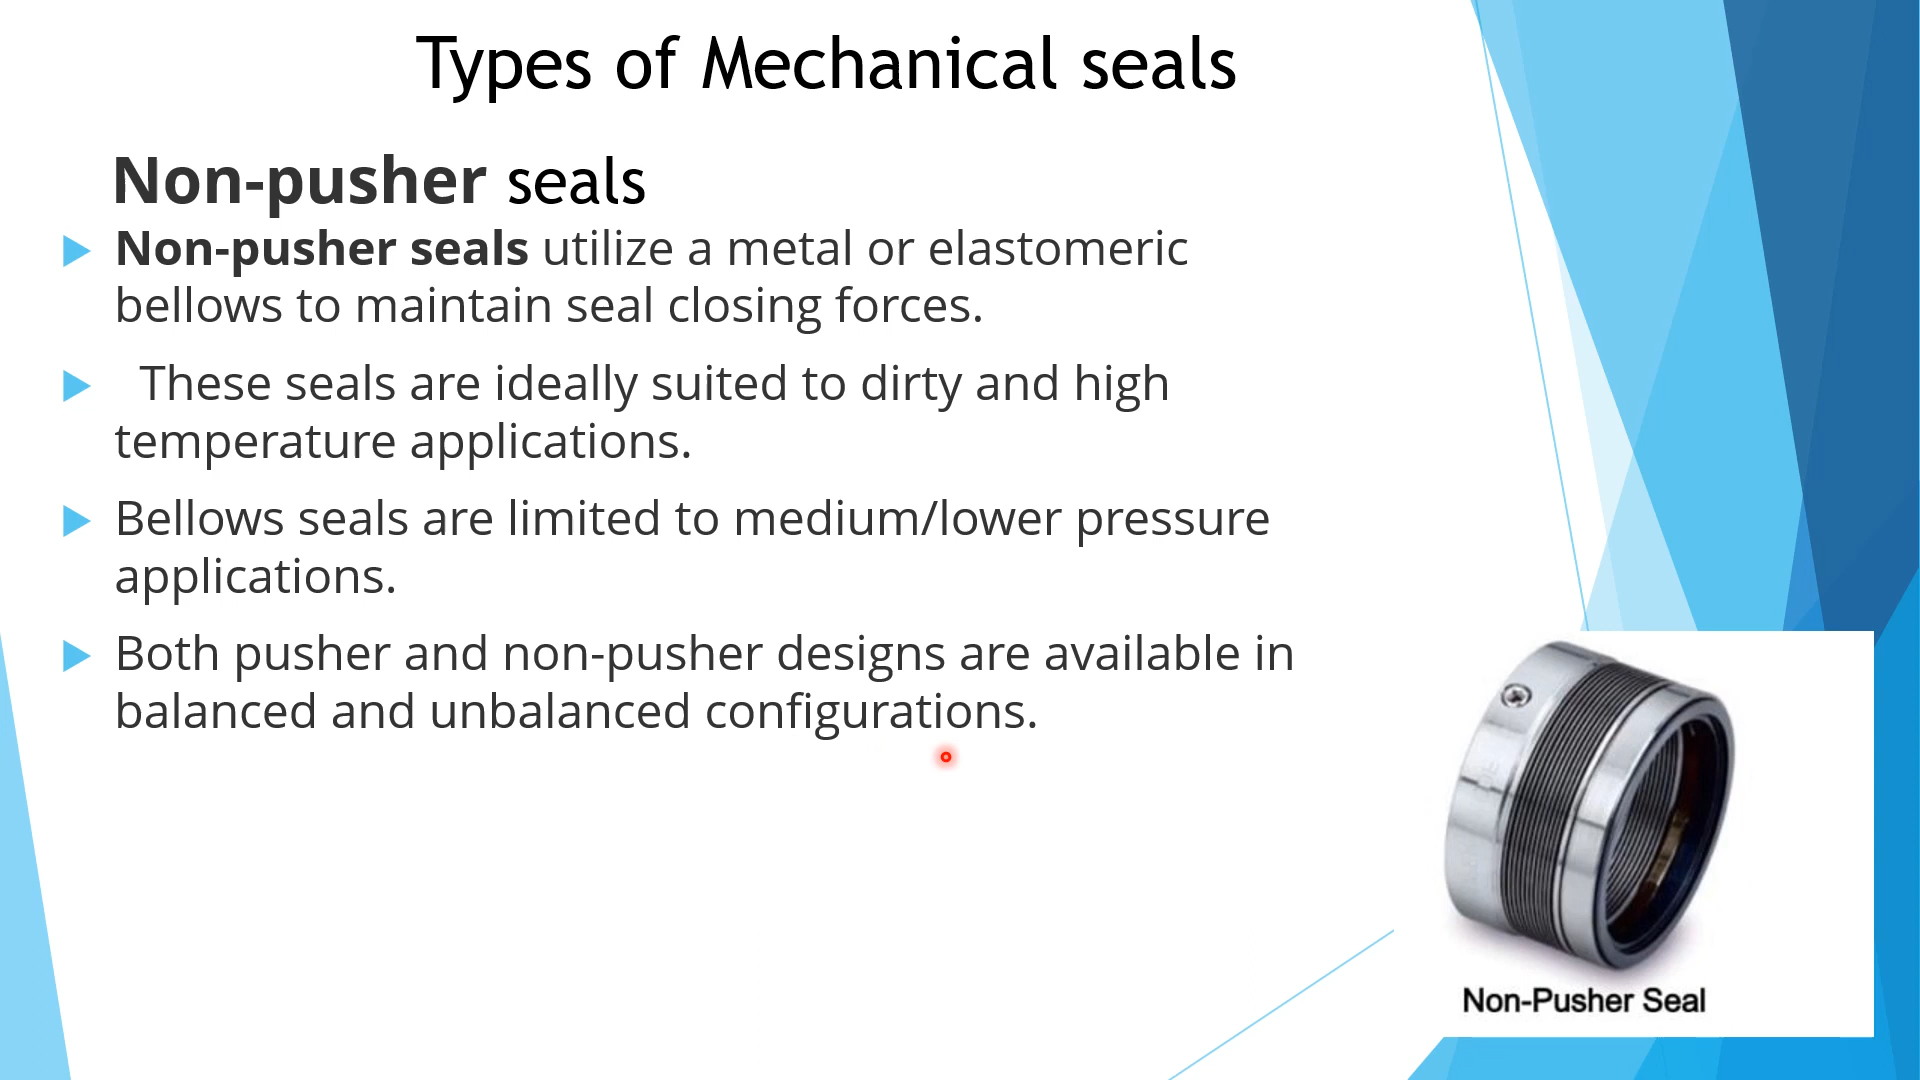 Types of Mechanical seals
Non-pusher seals
Non-pusher seals utilize a metal or elastomeric
bellows to maintain seal closing forces.
These seals are ideally suited to dirty and high
temperature applications.
Bellows seals are limited to medium/lower pressure
applications.
Both pusher and non-pusher designs are available in
balanced and unbalanced configurations.
Non-Pusher Seal